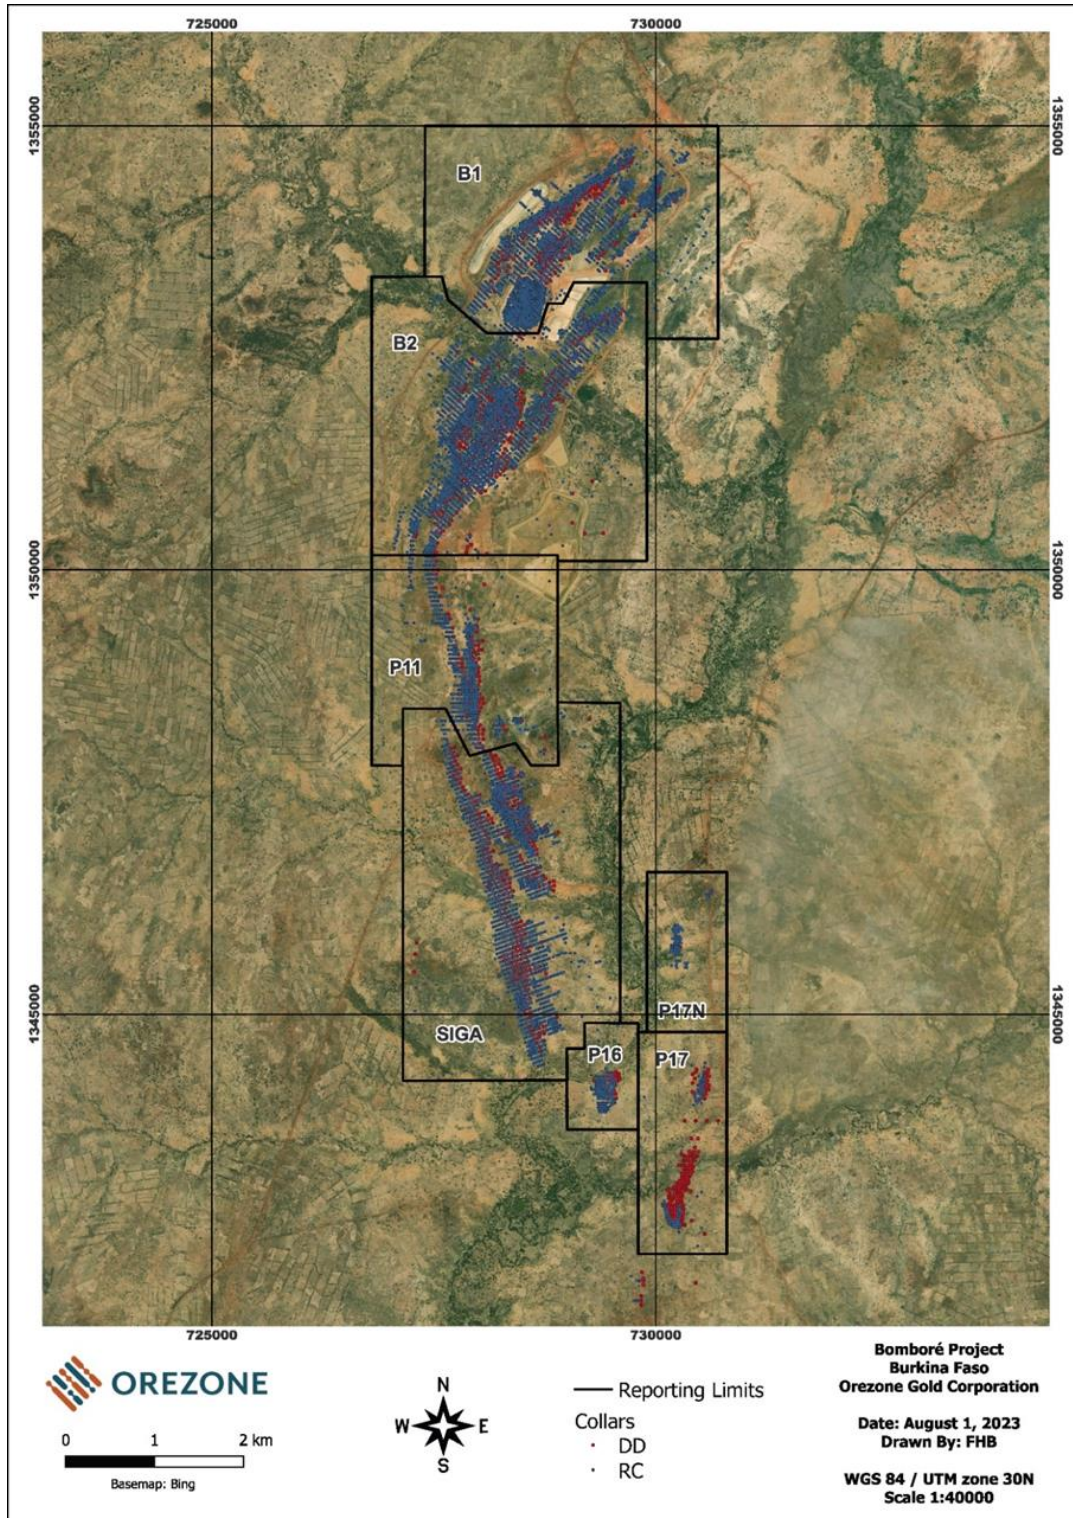 725000
730000
1355000
1355000
B1
B2
1350000
1350000
P11
1345000
1345000
P17N
SIGA
P16
P17
725000
730000
OREZONE
0 1 2 km
Basemap: Bing
N
W E
S
Reporting Limits
Collars
DD
RC
Bomboré Project
Burkina Faso
Orezone Gold Corporation
Date: August 1, 2023
Drawn By: FHB
WGS 84 / UTM zone 30N
Scale 1:40000